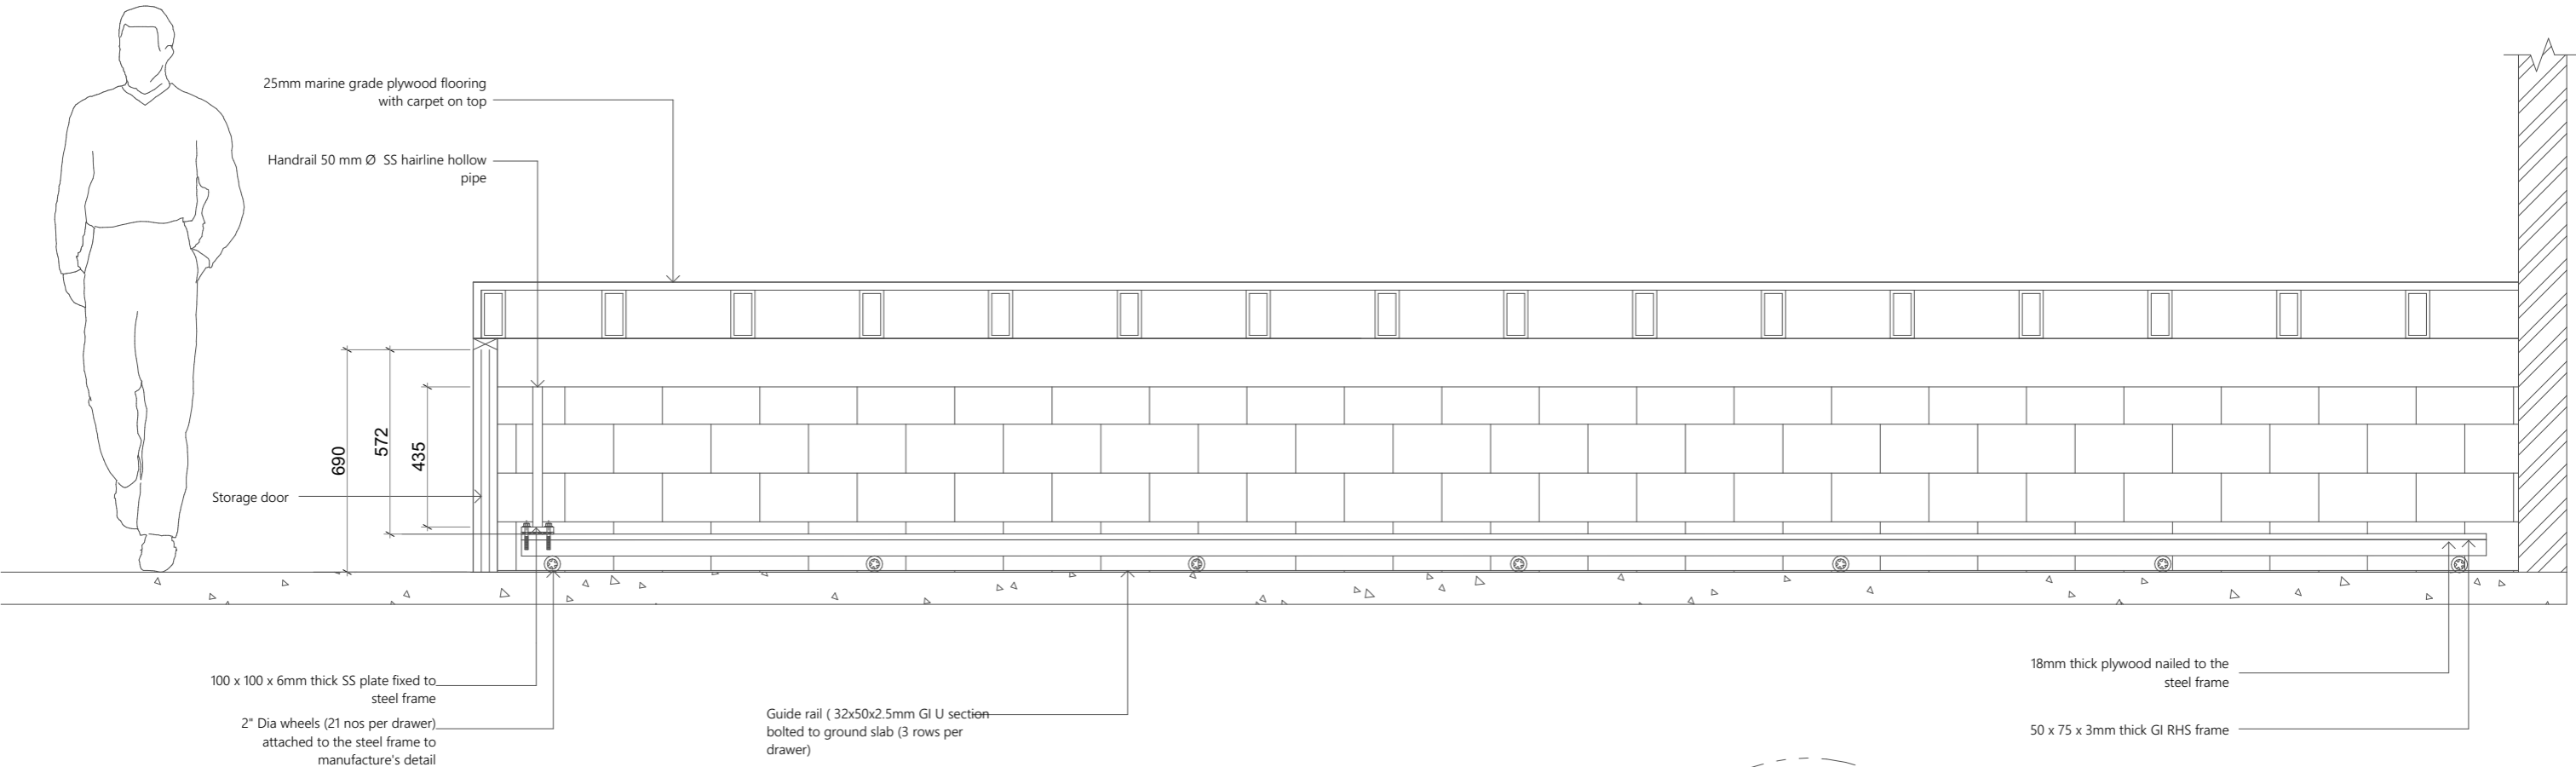 25mm marine grade plywood flooring
with carpet on top
Handrail 50 mm Ø SS hairline hollow
pipe
690
572
435
Storage door
100 x 100 x 6mm thick SS plate fixed to
steel frame
2" Dia wheels (21 nos per drawer)
attached to the steel frame to
manufacture's detail
Guide rail ( 32x50x2.5mm GI U section
bolted to ground slab (3 rows per
drawer)
18mm thick plywood nailed to the
steel frame
50 x 75 x 3mm thick GI RHS frame